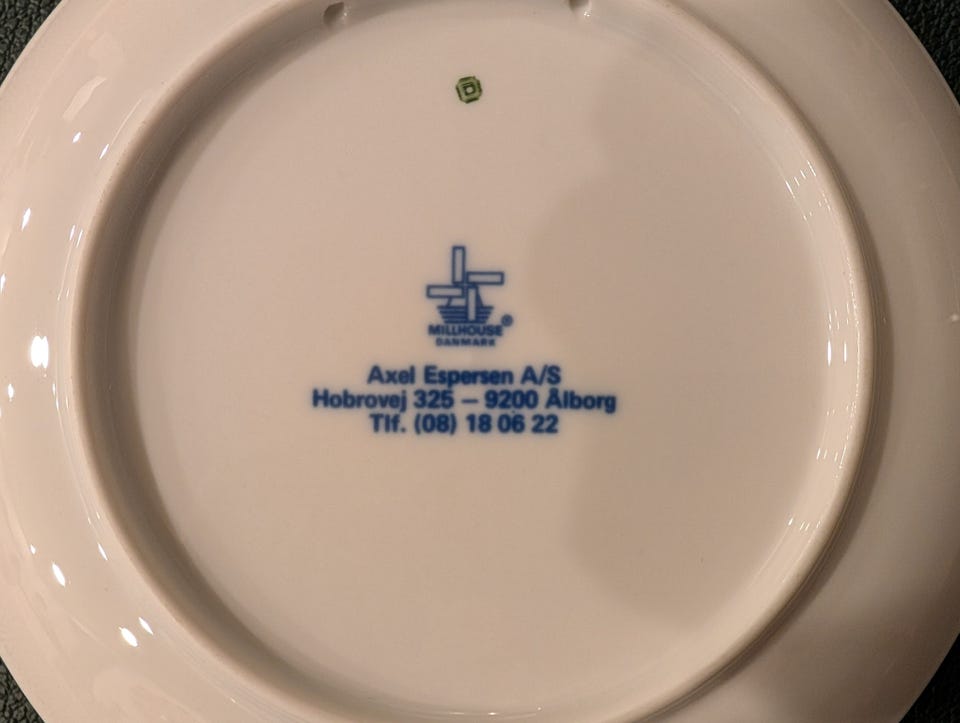 MILLHOUSE®
DANMARK
Axel Espersen A/S
Hobrovej 325 – 9200 Ålborg
Tlf. (08) 18 06 22